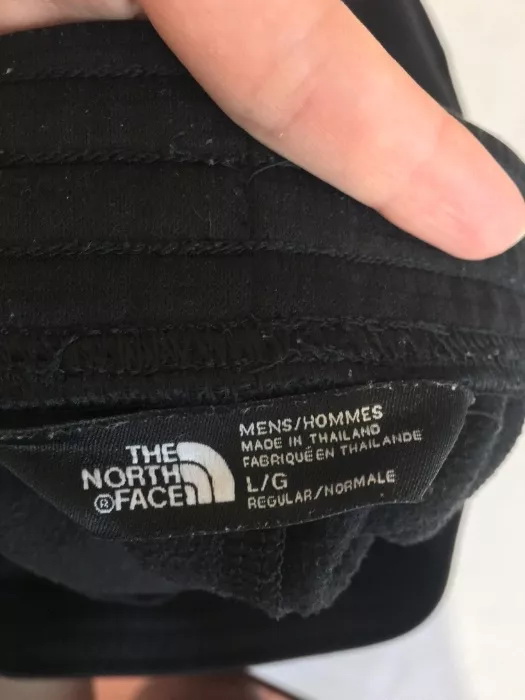 THE
NORTH
®FACE
MENS/HOMMES
MADE IN THAILAND
FABRIQUÉ EN THAILANDE
L/G
REGULAR/NORMALE